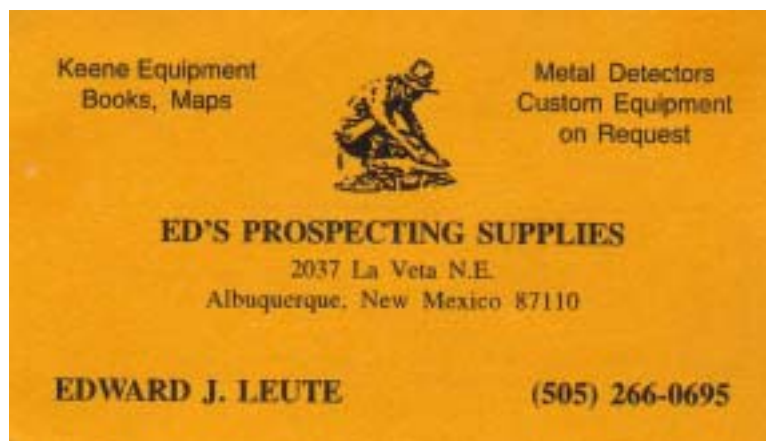 Keene Equipment
Books, Maps
Metal Detectors
Custom Equipment
on Request
ED'S PROSPECTING SUPPLIES
2037 La Veta N.E.
Albuquerque, New Mexico 87110
EDWARD J. LEUTE
(505) 266-0695